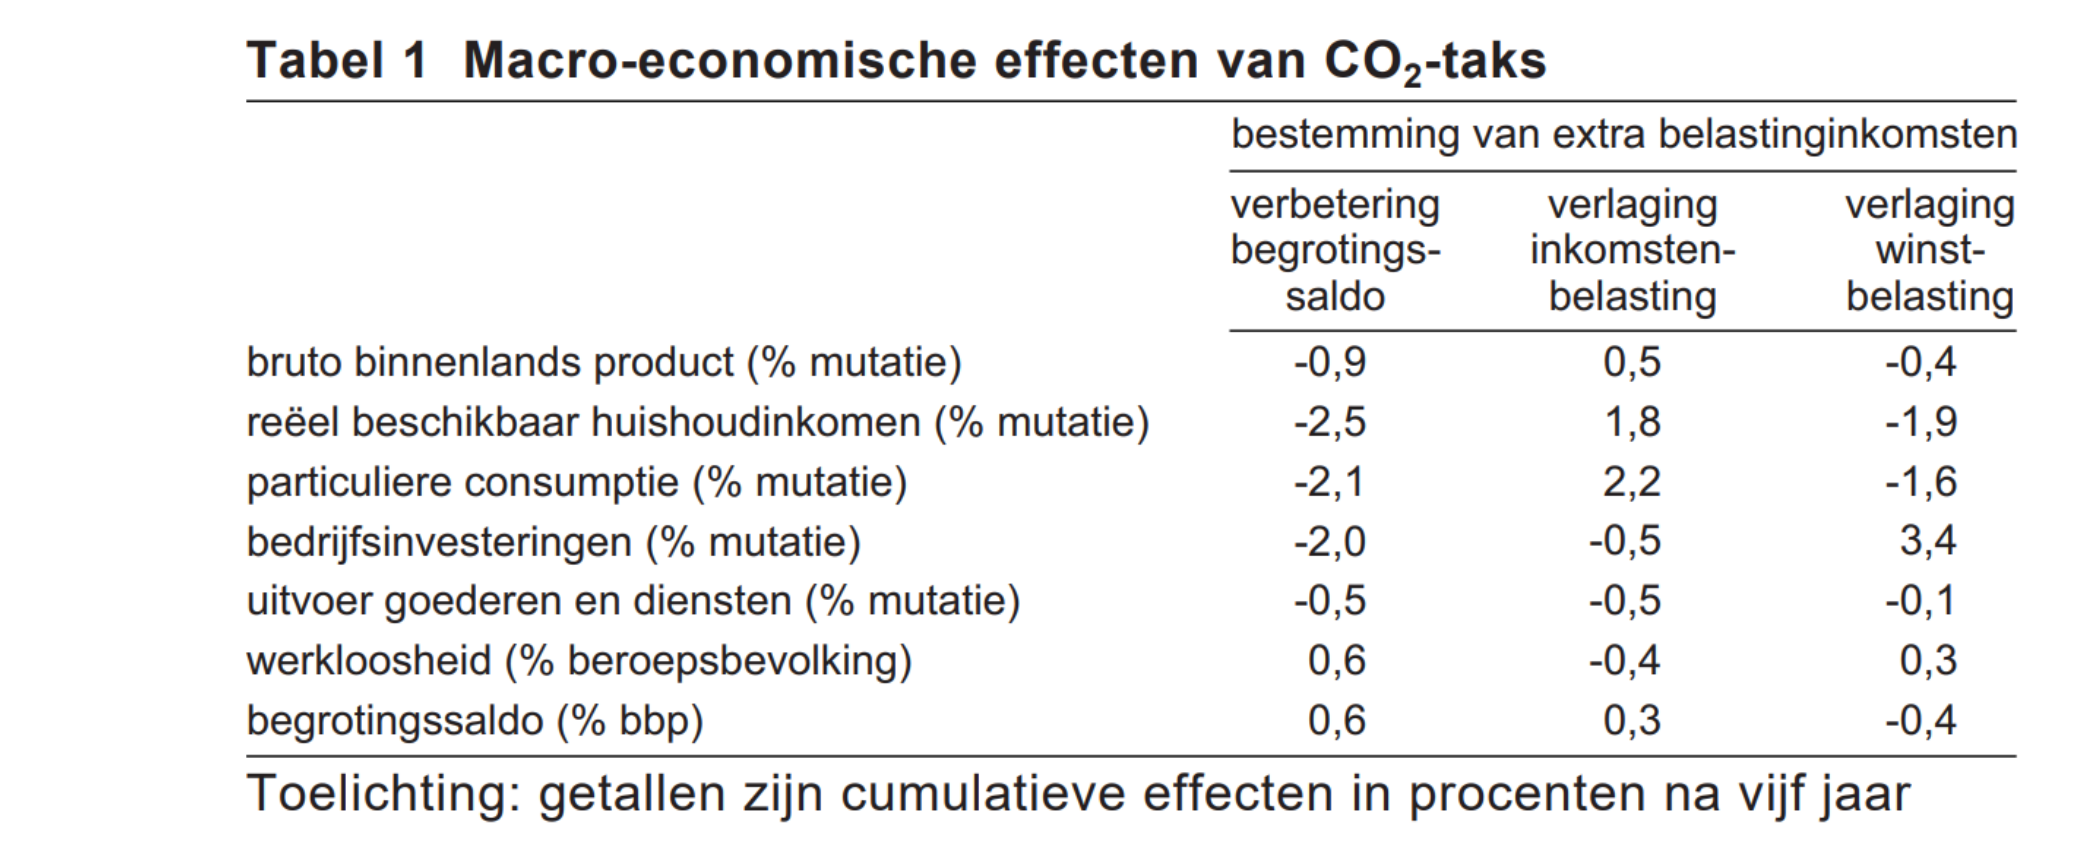 Tabel 1 Macro-economische effecten van CO₂-taks
bestemming van extra belastinginkomsten
verbetering verlaging verlaging
begrotings- inkomsten- winst-
saldo belasting belasting
bruto binnenlands product (% mutatie) -0,9 0,5 -0,4
reëel beschikbaar huishoudinkomen (% mutatie) -2,5 1,8 -1,9
particuliere consumptie (% mutatie) -2,1 2,2 -1,6
bedrijfsinvesteringen (% mutatie) -2,0 -0,5 3,4
uitvoer goederen en diensten (% mutatie) -0,5 -0,5 -0,1
werkloosheid (% beroepsbevolking) 0,6 -0,4 0,3
begrotingssaldo (% bbp) 0,6 0,3 -0,4
Toelichting: getallen zijn cumulatieve effecten in procenten na vijf jaar